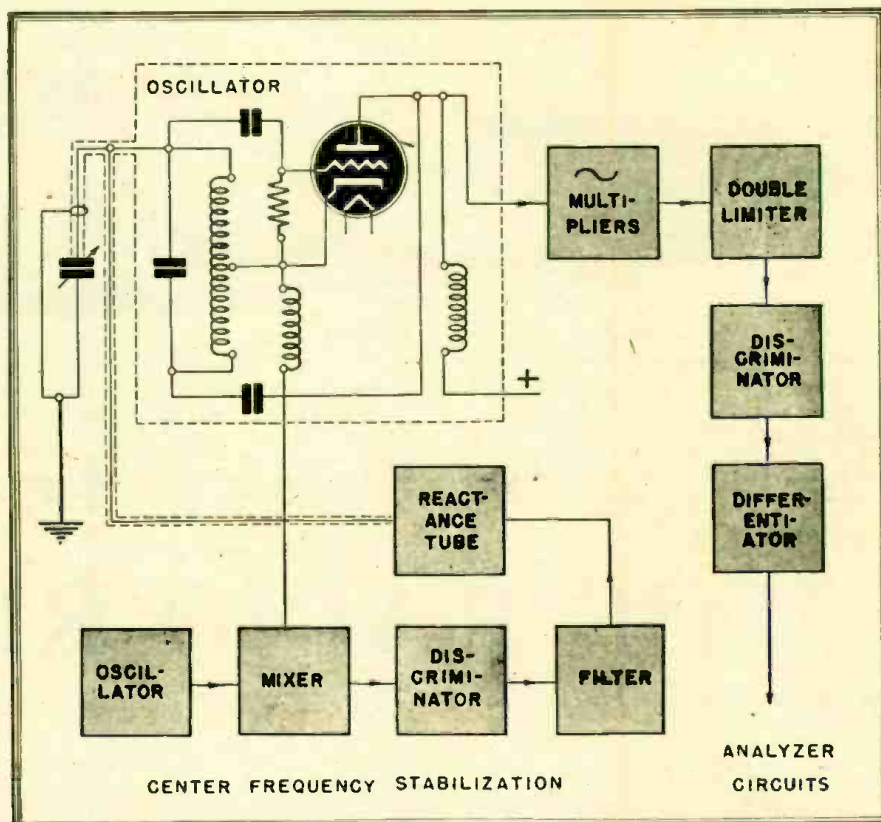 OSCILLATOR
MULTI-
PLIERS
DOUBLE
LIMITER
DIS-
CRIMI-
NATOR
+
REACT-
ANCE
TUBE
DIFFER-
ENTI-
ATOR
OSCIL-
LATOR
MIXER
DIS-
CRIMI-
NATOR
FILTER
CENTER FREQUENCY STABILIZATION
ANALYZER
CIRCUITS